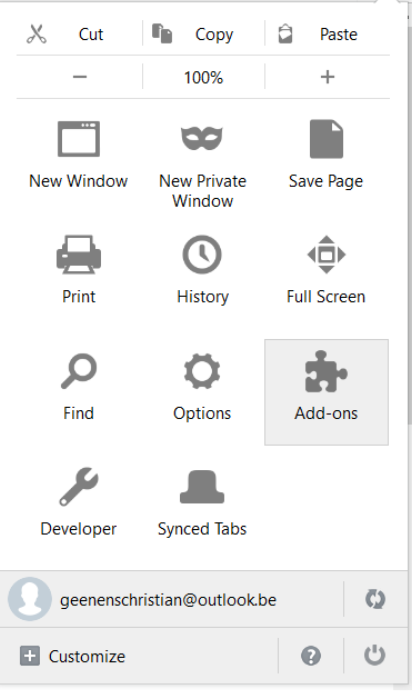 Cut Copy Paste
100%
New Window New Private Window Save Page
Print History Full Screen
Find Options Add-ons
Developer Synced Tabs
geenenschristian@outlook.be
Customize